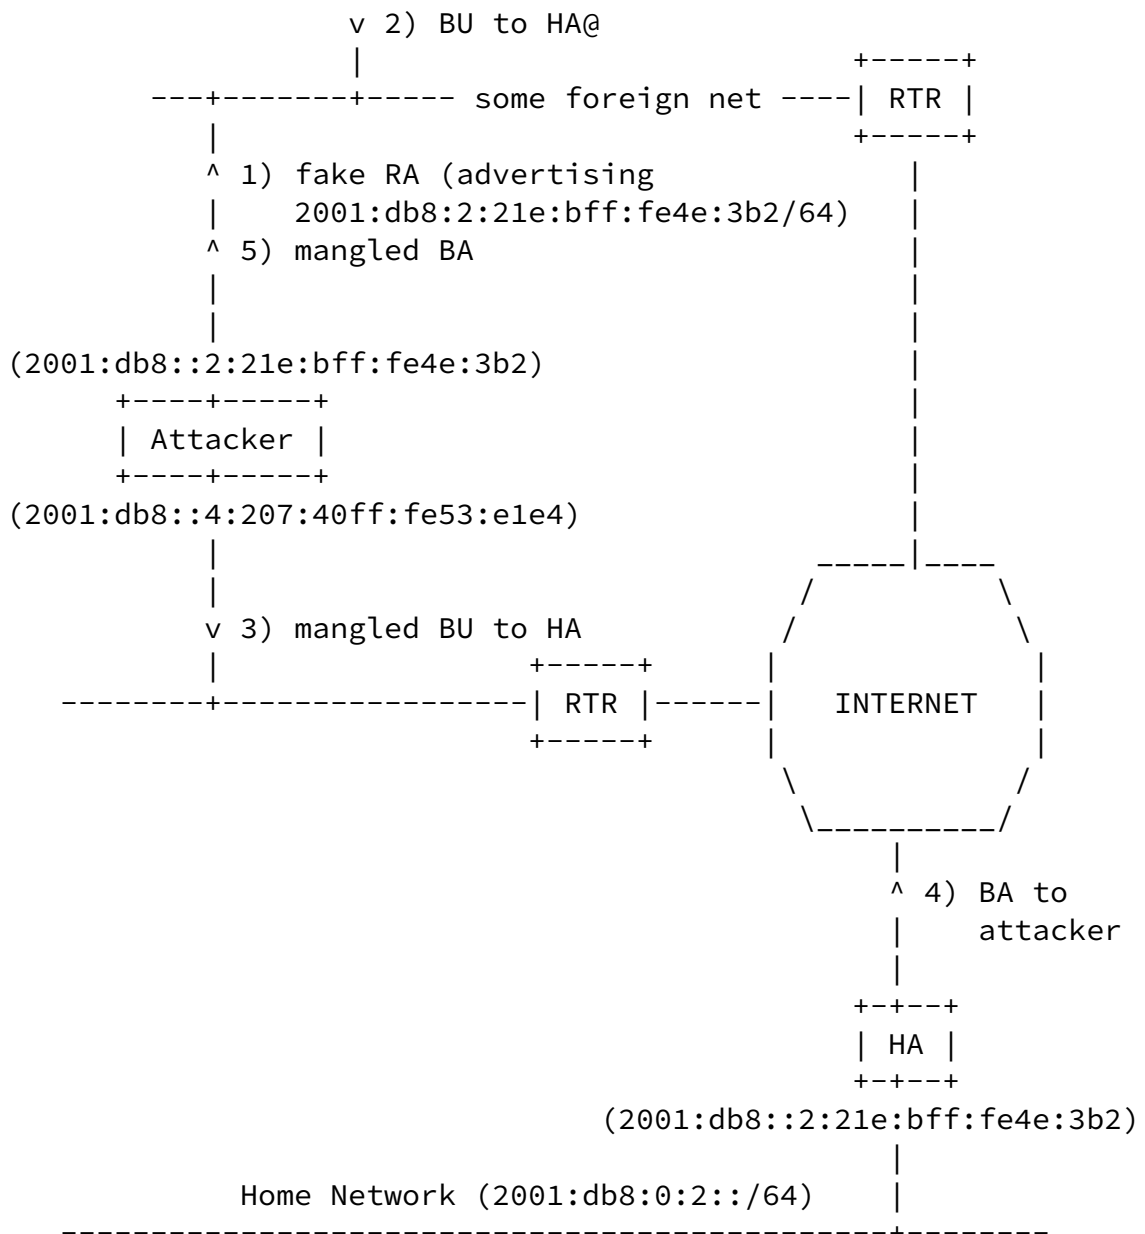 v 2) BU to HA@
|                           +-----+
---+-------+----- some foreign net ----| RTR |
|                                   +-----+
^ 1) fake RA (advertising              |
|    2001:db8:2:21e:bff:fe4e:3b2/64)   |
^ 5) mangled BA                        |
|                                      |
|                                      |
(2001:db8::2:21e:bff:fe4e:3b2)                    |
+----+-----+                                |
| Attacker |                                |
+----+-----+                                |
(2001:db8::4:207:40ff:fe53:e1e4)                  |
|                                 _____|____
|                                /          \
v 3) mangled BU to HA           /            \
|                 +-----+      |              |
--------+-----------------| RTR |------|   INTERNET   |
+-----+      |              |
\            /
\__________/
|
^ 4) BA to
|    attacker
|
+-+--+
| HA |
+-+--+
(2001:db8::2:21e:bff:fe4e:3b2)
|
Home Network (2001:db8:0:2::/64)    |
----------------------------------------------+--------